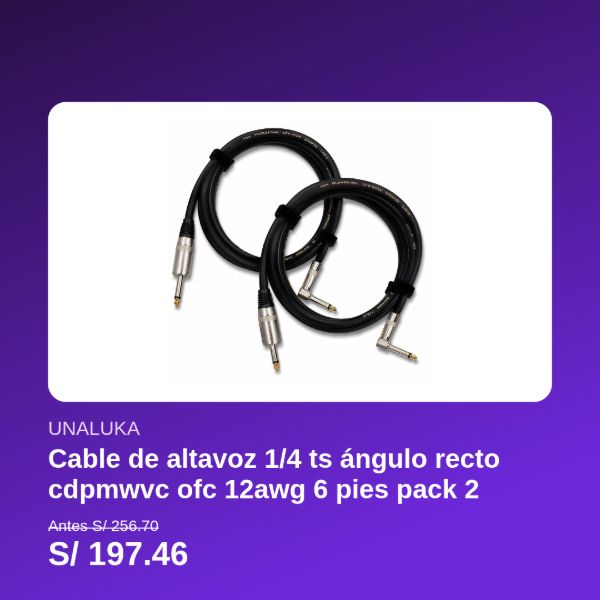 UNALUKA
Cable de altavoz 1/4 ts ángulo recto
cdpmwvc ofc 12awg 6 pies pack 2
Antes S/ 256.70
S/ 197.46